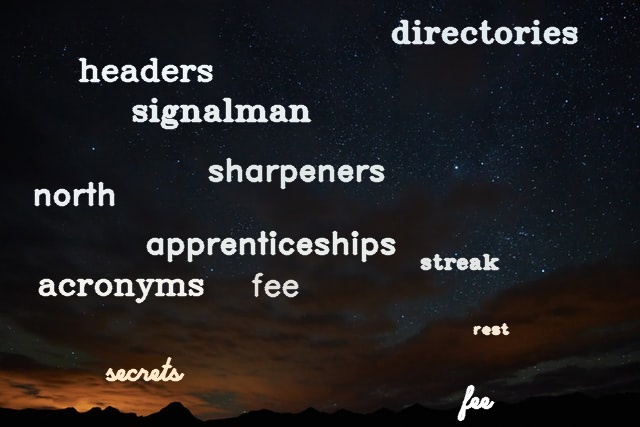 directories
headers
signalman
sharpeners
north
apprenticeships
streak
acronyms fee
rest
secrets
fee